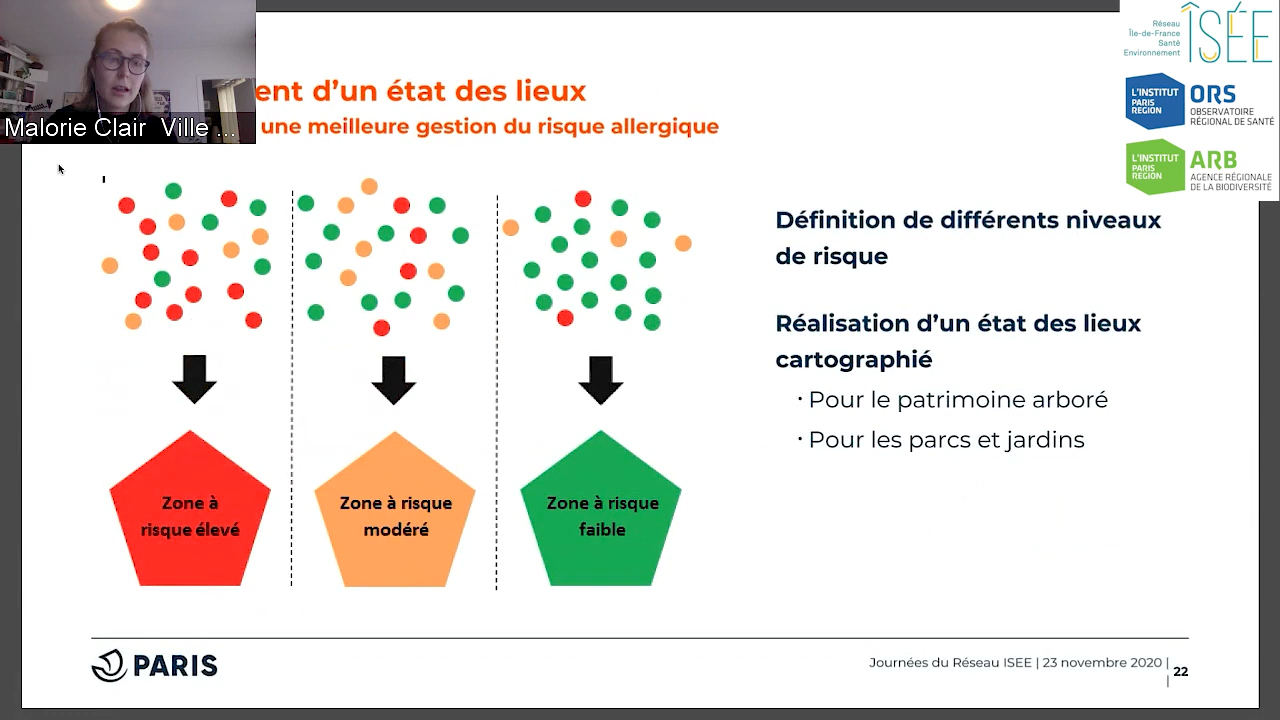 Malorie Clair Ville ...
ent d'un état des lieux
une meilleure gestion du risque allergique
Réseau
Île-de-France
Santé
Environnement
ÎSÉE
L'INSTITUT
PARIS
REGION
ORS
OBSERVATOIRE
RÉGIONAL DE SANTÉ
L'INSTITUT
PARIS
REGION
ARB
AGENCE RÉGIONALE
DE LA BIODIVERSITÉ
Zone à
risque élevé
Zone à risque
modéré
Zone à risque
faible
Définition de différents niveaux
de risque
Réalisation d'un état des lieux
cartographié
· Pour le patrimoine arboré
· Pour les parcs et jardins
PARIS
Journées du Réseau ISEE | 23 novembre 2020 |
| 22